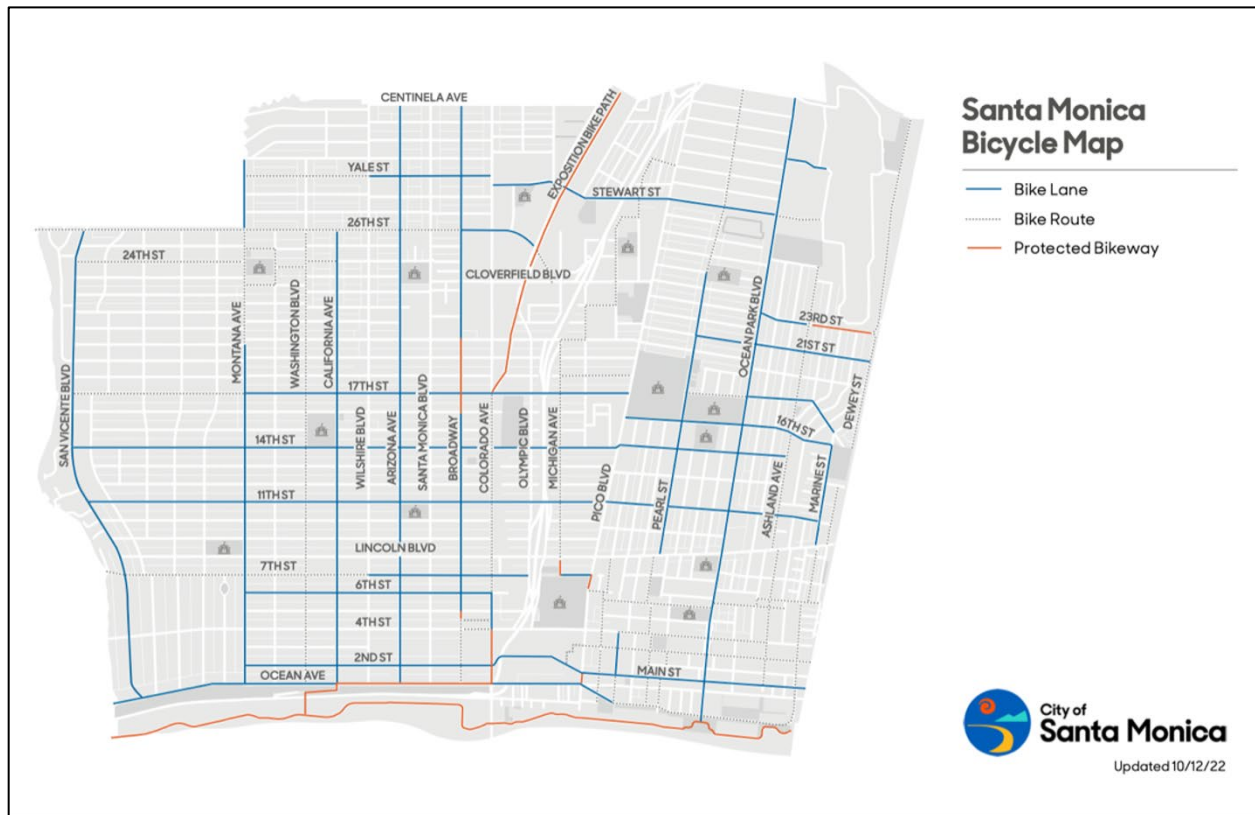 CENTINELA AVE
EXPOSITION BIKE PATH
YALE ST
STEWART ST
26TH ST
24TH ST
CLOVERFIELD BLVD
SAN VICENTE BLVD
MONTANA AVE
WASHINGTON BLVD
CALIFORNIA AVE
OCEAN PARK BLVD
23RD ST
21ST ST
17TH ST
WILSHIRE BLVD
ARIZONA AVE
SANTA MONICA BLVD
BROADWAY
COLORADO AVE
OLYMPIC BLVD
MICHIGAN AVE
DEWEY ST
16TH ST
14TH ST
PICO BLVD
PEARL ST
ASHLAND AVE
MARINE ST
11TH ST
LINCOLN BLVD
7TH ST
6TH ST
4TH ST
2ND ST
OCEAN AVE
MAIN ST
Santa Monica
Bicycle Map
Bike Lane
Bike Route
Protected Bikeway
City of
Santa Monica
Updated 10/12/22